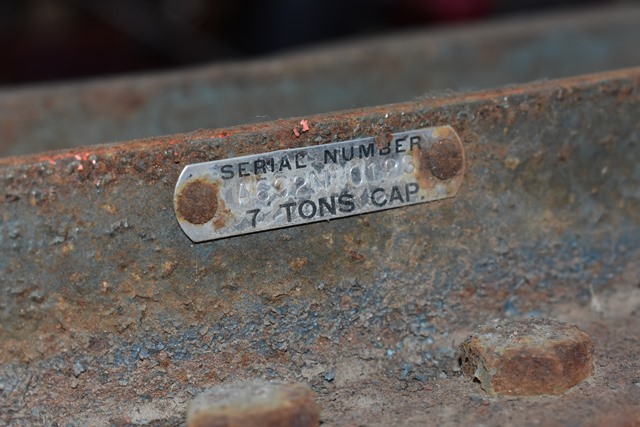 SERIAL NUMBER
7 TONS CAP.